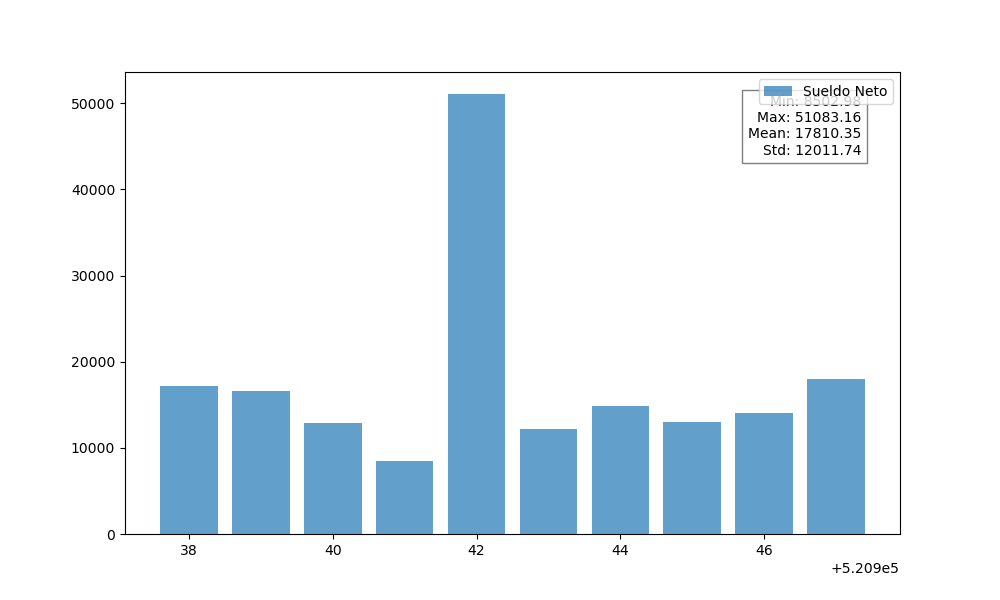 Sueldo Neto
Min: 8502.98
Max: 51083.16
Mean: 17810.35
Std: 12011.74
50000
40000
30000
20000
10000
0
38 40 42 44 46
+5.209e5